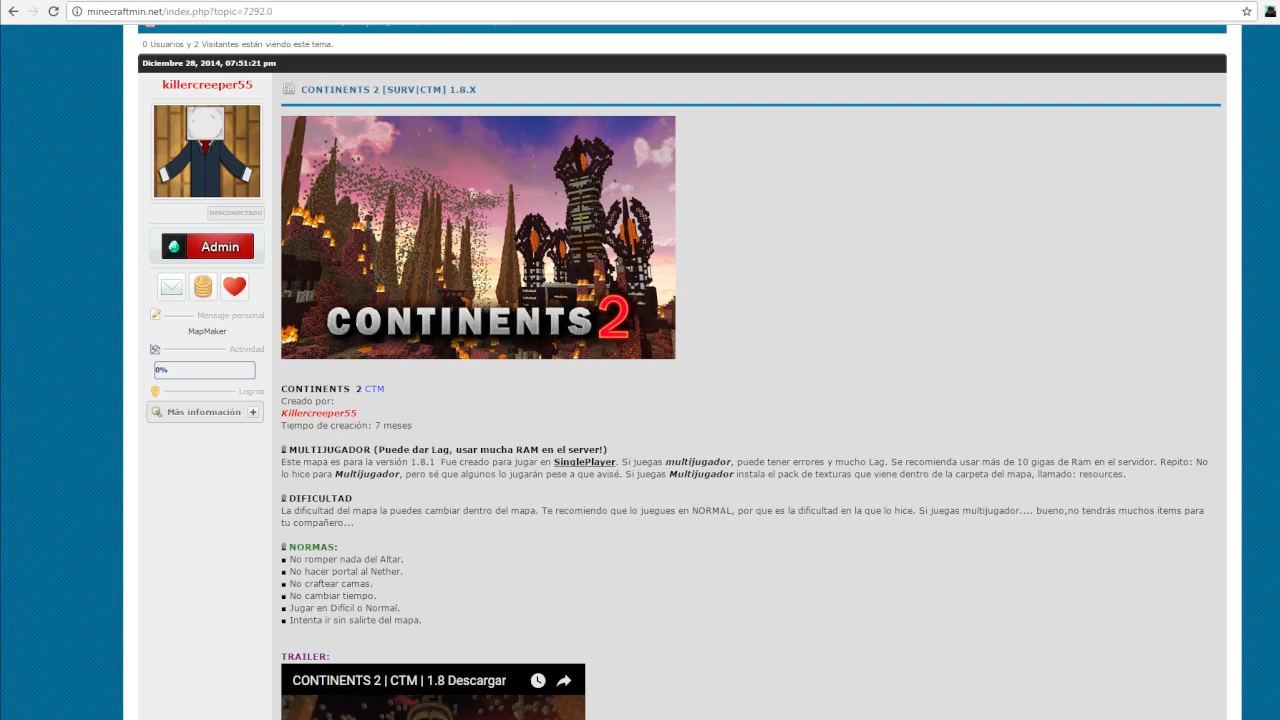 minecraftmin.net/index.php?topic=7292.0
0 Usuarios y 2 Visitantes están viendo este tema.
Diciembre 28, 2014, 07:51:21 pm
killercreeper55
DESCONECTADO
Admin
Mensaje personal
MapMaker
Actividad
0%
Logros
Más información
CONTINENTS 2 [SURV|CTM] 1.8.X
CONTINENTS 2
CONTINENTS 2 CTM
Creado por:
Killercreeper55
Tiempo de creación: 7 meses
MULTIJUGADOR (Puede dar Lag, usar mucha RAM en el server!)
Este mapa es para la versión 1.8.1 Fue creado para jugar en SinglePlayer. Si juegas multijugador, puede tener errores y mucho Lag. Se recomienda usar más de 10 gigas de Ram en el servidor. Repito: No
lo hice para Multijugador, pero sé que algunos lo jugarán pese a que avisé. Si juegas Multijugador instala el pack de texturas que viene dentro de la carpeta del mapa, llamado: resources.
DIFICULTAD
La dificultad del mapa la puedes cambiar dentro del mapa. Te recomiendo que lo juegues en NORMAL, por que es la dificultad en la que lo hice. Si juegas multijugador.... bueno,no tendrás muchos items para
tu compañero...
NORMAS:
▪ No romper nada del Altar.
▪ No hacer portal al Nether.
▪ No craftear camas.
▪ No cambiar tiempo.
▪ Jugar en Difícil o Normal.
▪ Intenta ir sin salirte del mapa.
TRAILER:
CONTINENTS 2 | CTM | 1.8 Descargar